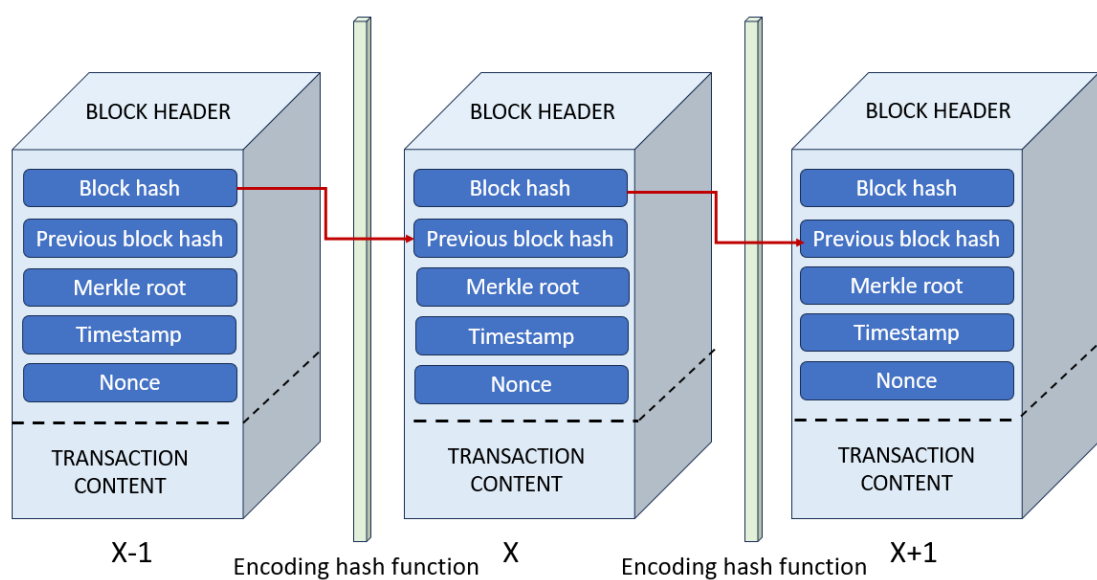 BLOCK HEADER
Block hash
Previous block hash
Merkle root
Timestamp
Nonce
TRANSACTION
CONTENT
X-1
Encoding hash function
BLOCK HEADER
Block hash
Previous block hash
Merkle root
Timestamp
Nonce
TRANSACTION
CONTENT
X
Encoding hash function
BLOCK HEADER
Block hash
Previous block hash
Merkle root
Timestamp
Nonce
TRANSACTION
CONTENT
X+1